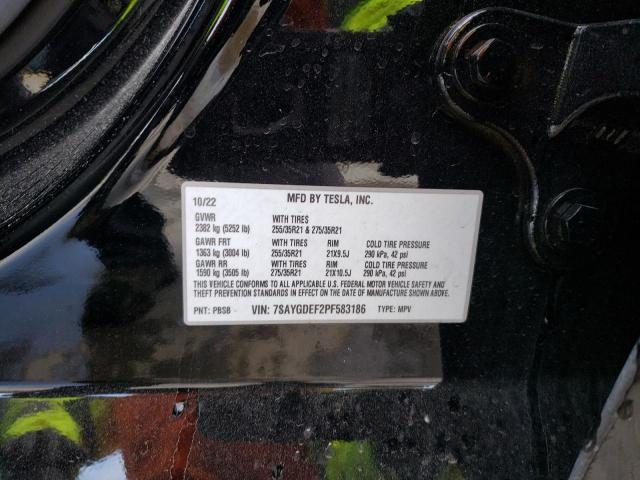 10/22 MFD BY TESLA, INC.
GVWR WITH TIRES
2382 kg (5252 lb) 255/35R21 & 275/35R21
GAWR FRT WITH TIRES RIM COLD TIRE PRESSURE
1363 kg (3004 lb) 255/35R21 21X9.5J 290 kPa, 42 psi
GAWR RR WITH TIRES RIM COLD TIRE PRESSURE
1590 kg (3505 lb) 275/35R21 21X10.5J 290 kPa, 42 psi
THIS VEHICLE CONFORMS TO ALL APPLICABLE U.S. FEDERAL MOTOR VEHICLE SAFETY AND
THEFT PREVENTION STANDARDS IN EFFECT ON THE DATE OF MANUFACTURE SHOWN ABOVE.
PNT: PBSB VIN: 7SAYGDEF2PF583186 TYPE: MPV